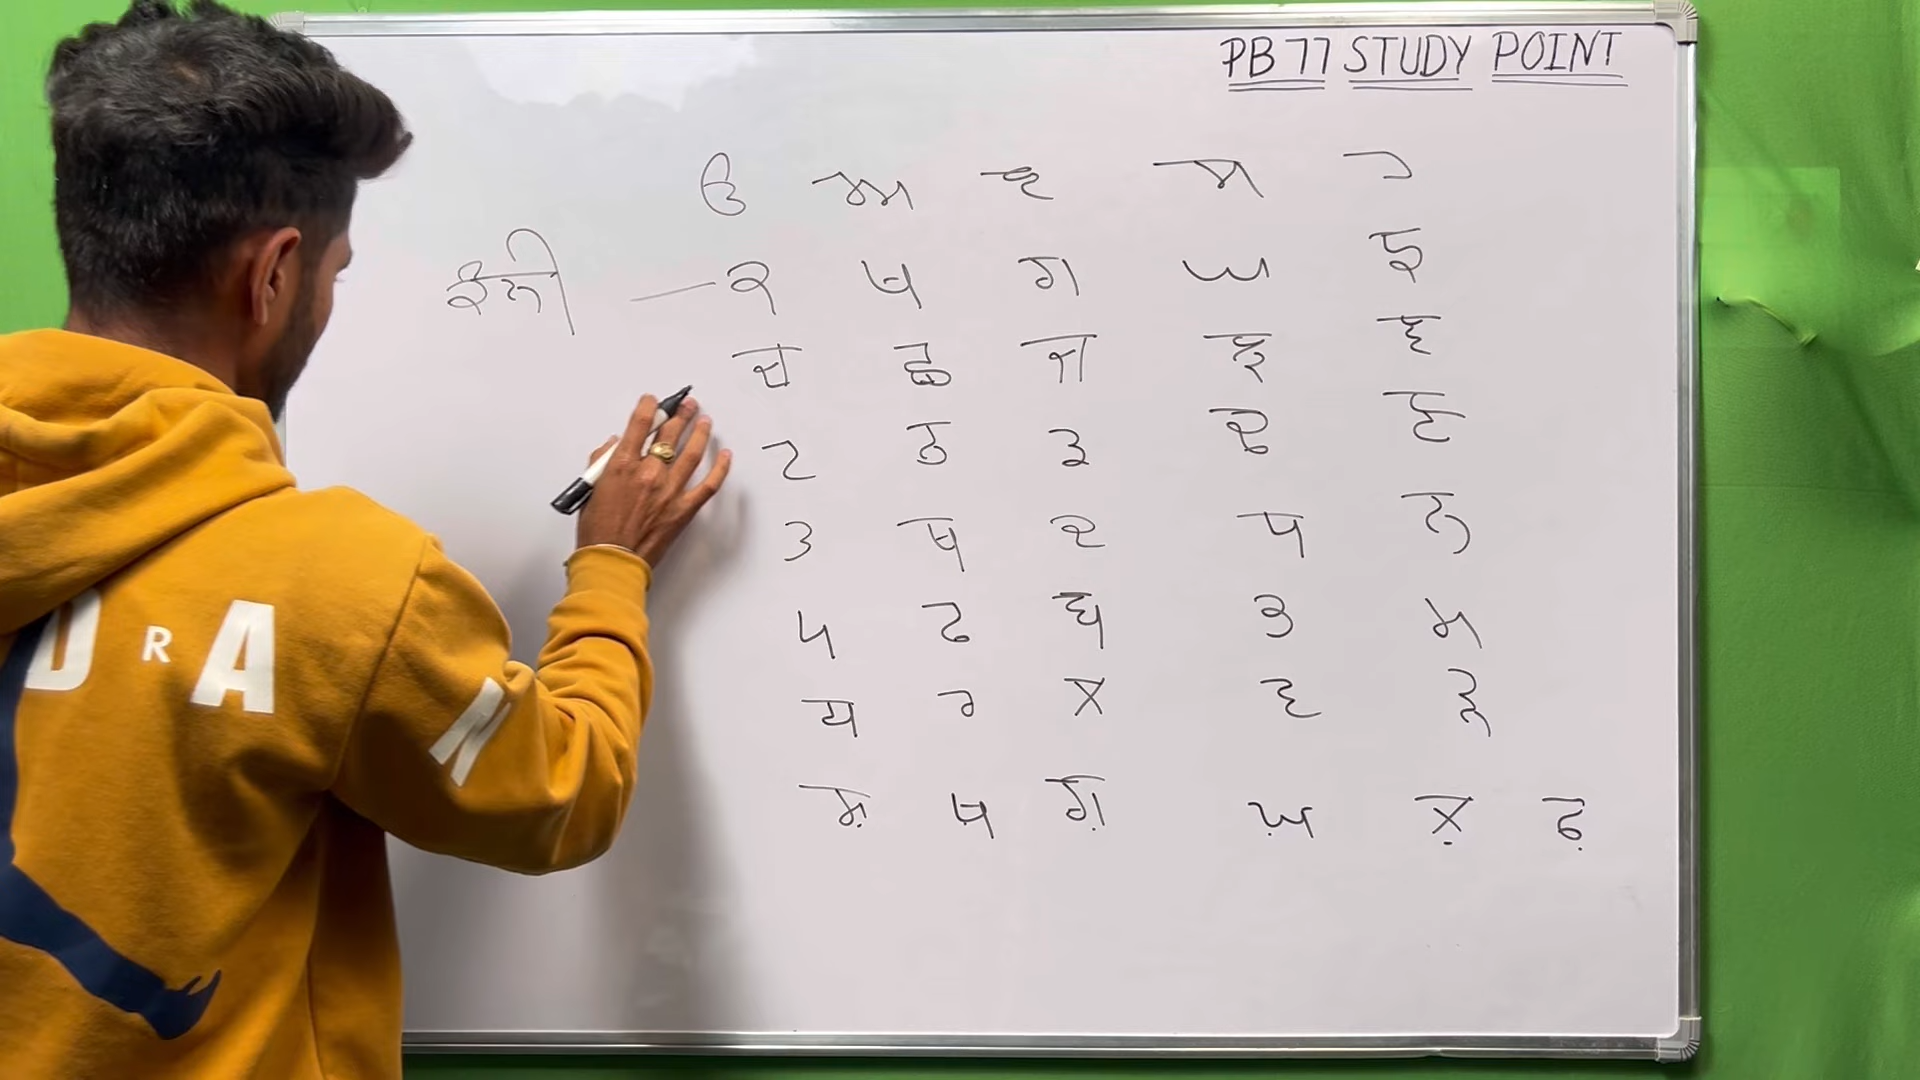 PB 77 STUDY POINT
ੳ ਅ ੲ ਸ ਹ
— ਕ ਖ ਗ ਘ ਙ
ਚ ਛ ਜ ਝ ਞ
ਟ ਠ ਡ ਢ ਣ
ਤ ਥ ਦ ਧ ਨ
ਪ ਫ ਬ ਭ ਮ
ਯ ਰ ਲ ਵ ੜ
ਸ਼ ਖ਼ ਗ਼ ਜ਼ ਲ਼ ਫ਼
R A
N